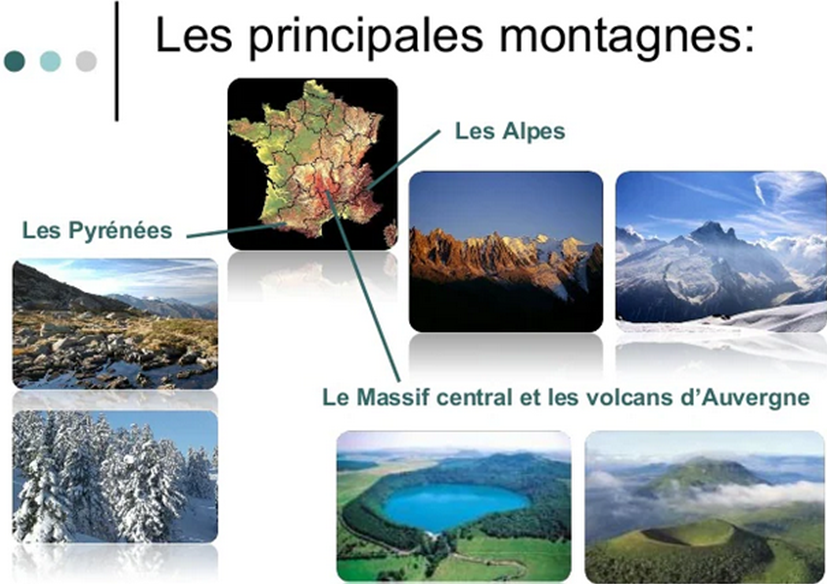 Les principales montagnes:
Les Alpes
Les Pyrénées
Le Massif central et les volcans d’Auvergne